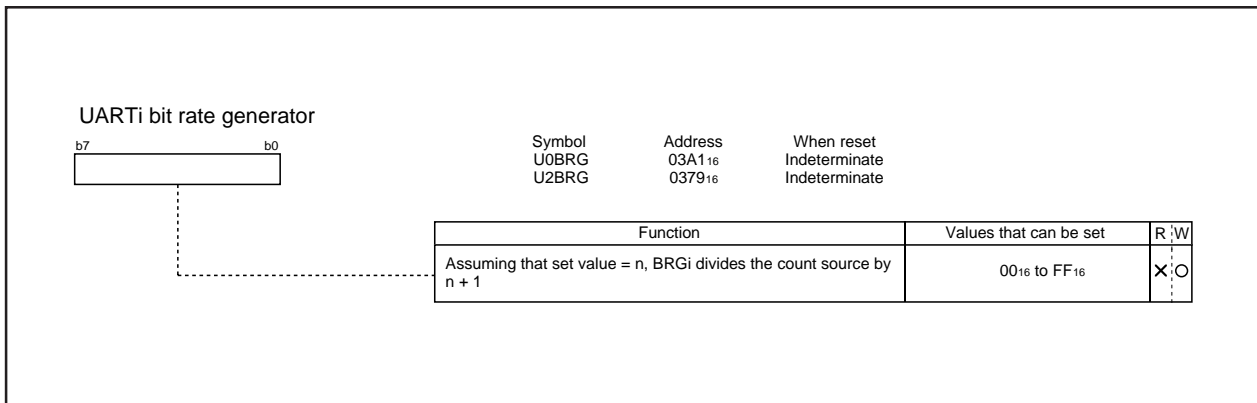 UARTi bit rate generator
b7 b0
Symbol Address When reset
U0BRG 03A1₁₆ Indeterminate
U2BRG 0379₁₆ Indeterminate
Function Values that can be set R W
Assuming that set value = n, BRGi divides the count source by
n + 1
00₁₆ to FF₁₆ ✕ ○